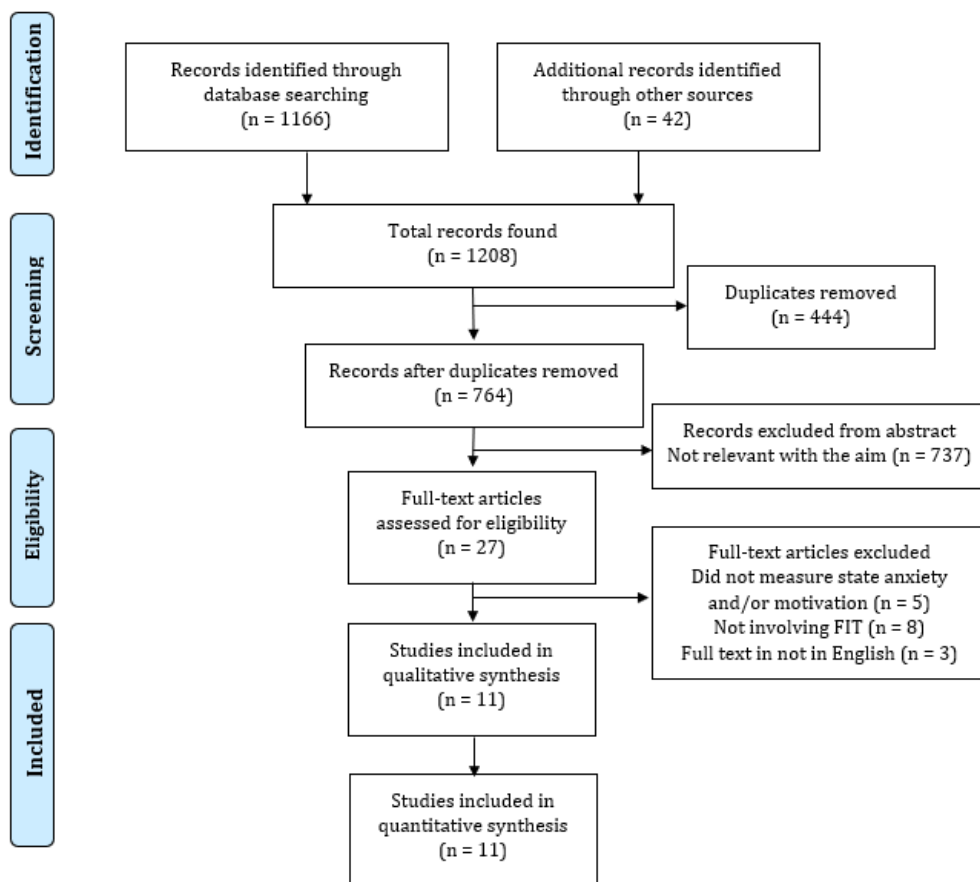 Identification
Records identified through
database searching
(n = 1166)
Additional records identified
through other sources
(n = 42)
Screening
Total records found
(n = 1208)
Duplicates removed
(n = 444)
Records after duplicates removed
(n = 764)
Records excluded from abstract
Not relevant with the aim (n = 737)
Eligibility
Full-text articles
assessed for eligibility
(n = 27)
Full-text articles excluded
Did not measure state anxiety
and/or motivation (n = 5)
Not involving FIT (n = 8)
Full text in not in English (n = 3)
Included
Studies included in
qualitative synthesis
(n = 11)
Studies included in
quantitative synthesis
(n = 11)